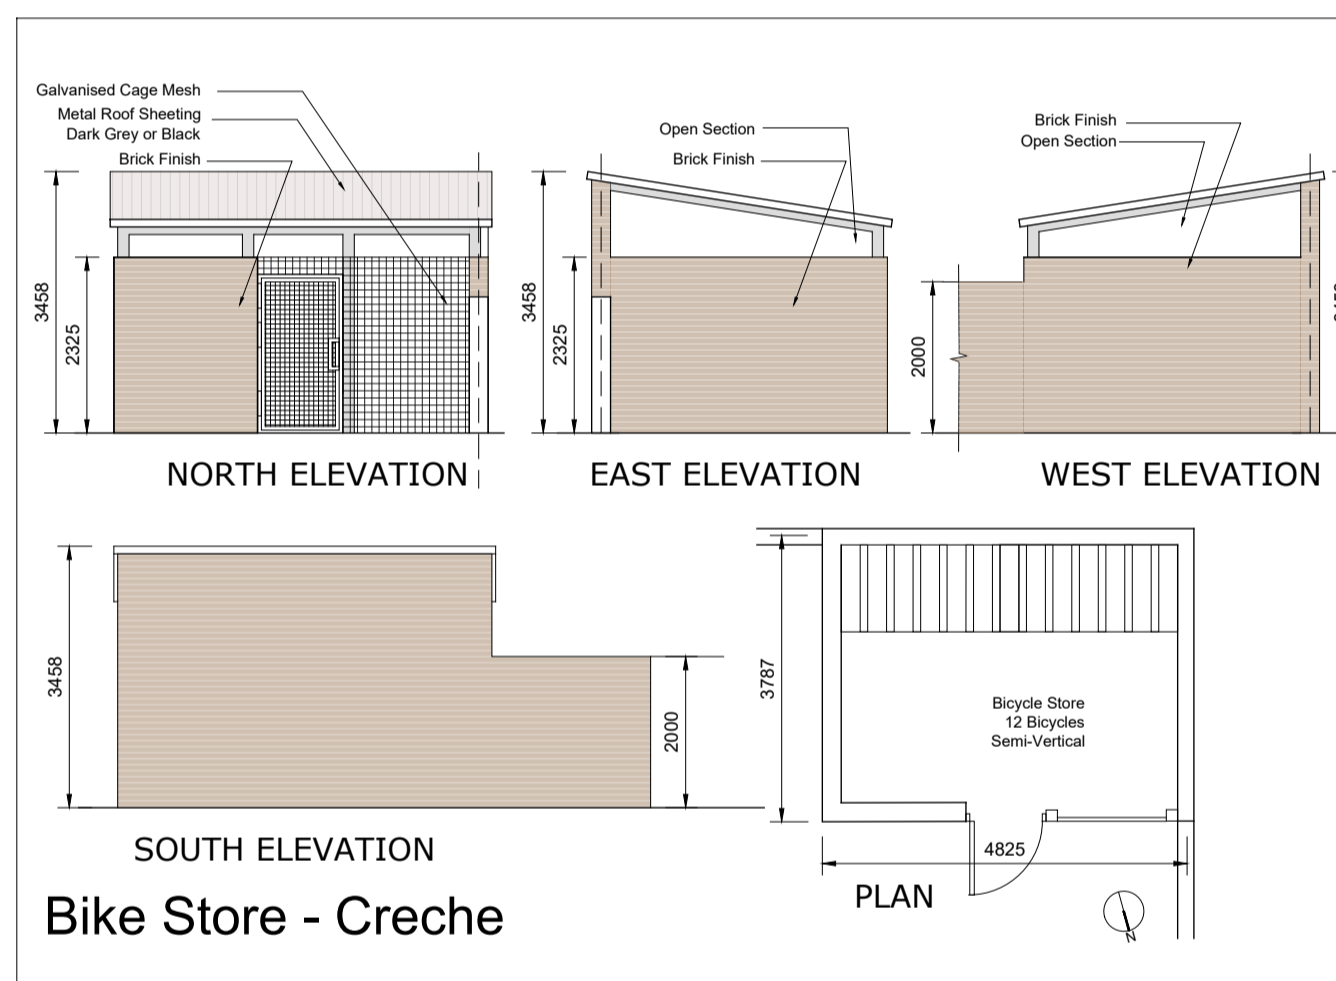 Galvanised Cage Mesh
Metal Roof Sheeting
Dark Grey or Black
Brick Finish
3458
2325
NORTH ELEVATION
Open Section
Brick Finish
3458
2325
EAST ELEVATION
Brick Finish
Open Section
2000
WEST ELEVATION
3458
2000
SOUTH ELEVATION
3787
Bicycle Store
12 Bicycles
Semi-Vertical
4825
PLAN
N
Bike Store - Creche